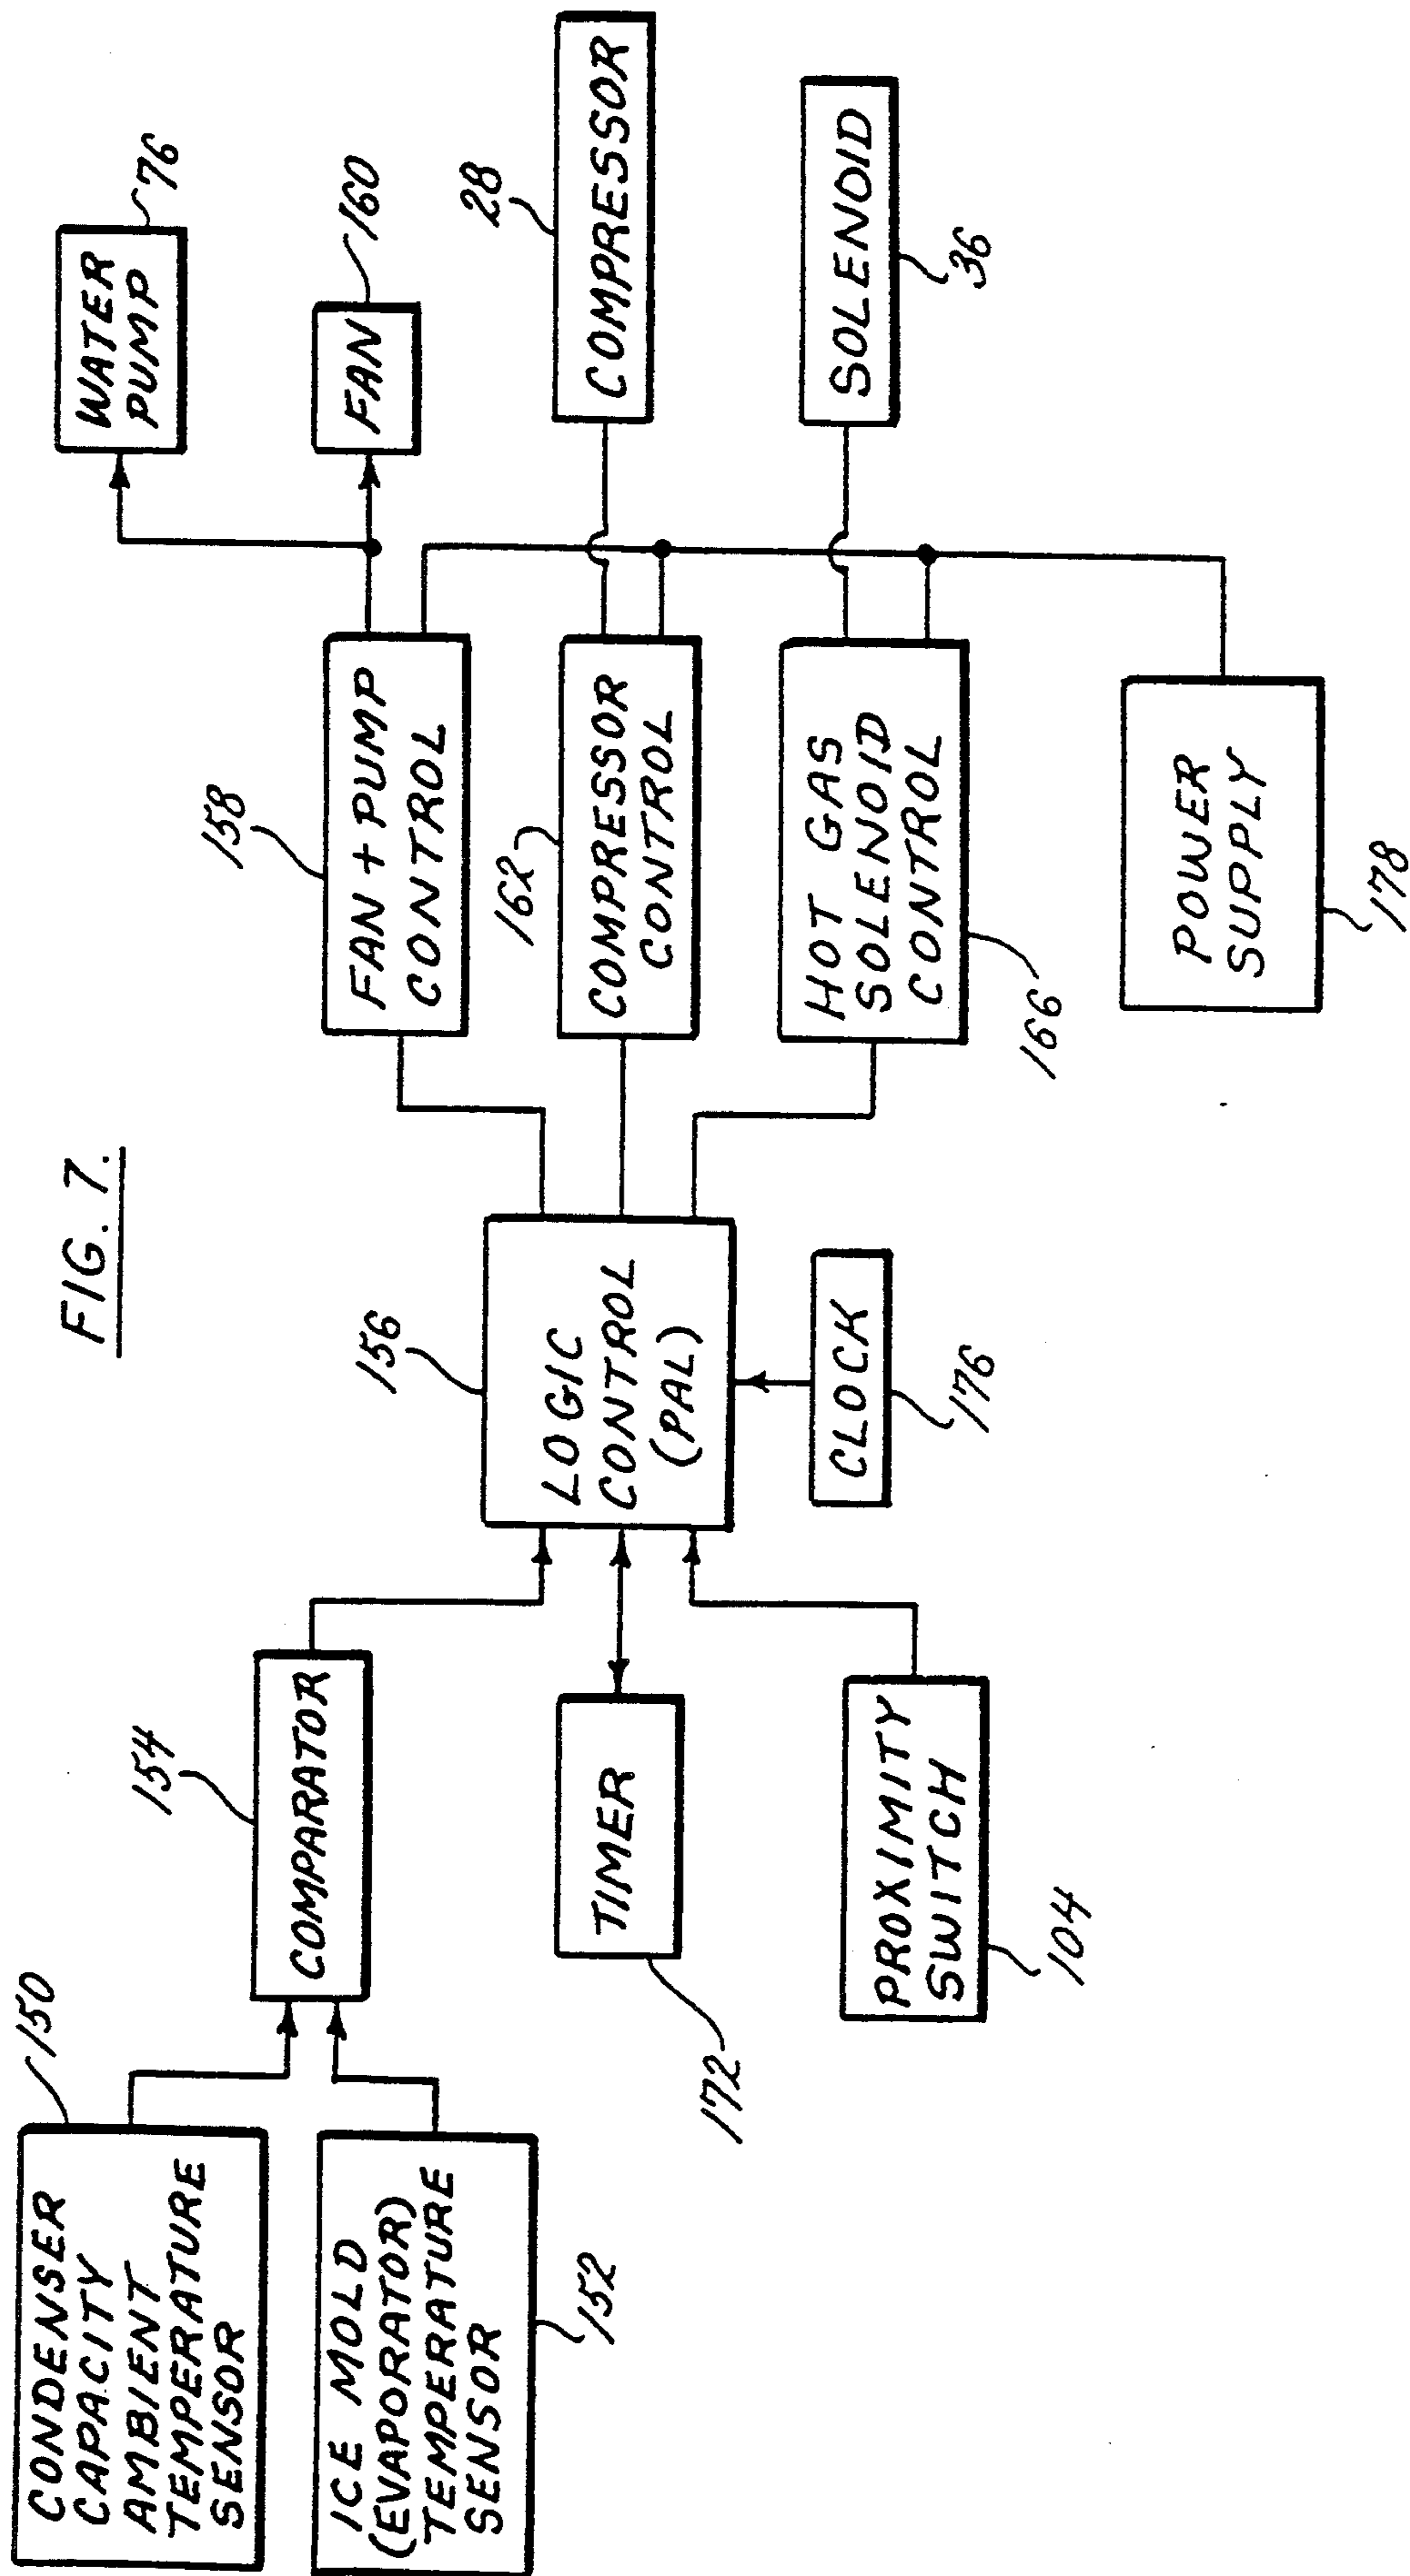 FIG. 7.
CONDENSER
CAPACITY
AMBIENT
TEMPERATURE
SENSOR
150
ICE MOLD
(EVAPORATOR)
TEMPERATURE
SENSOR
152
154
COMPARATOR
TIMER
172
PROXIMITY
SWITCH
104
156
LOGIC
CONTROL
(PAL)
CLOCK
176
158
FAN + PUMP
CONTROL
162
COMPRESSOR
CONTROL
HOT GAS
SOLENOID
CONTROL
166
POWER
SUPPLY
178
WATER
PUMP
76
FAN
160
28
COMPRESSOR
SOLENOID
36